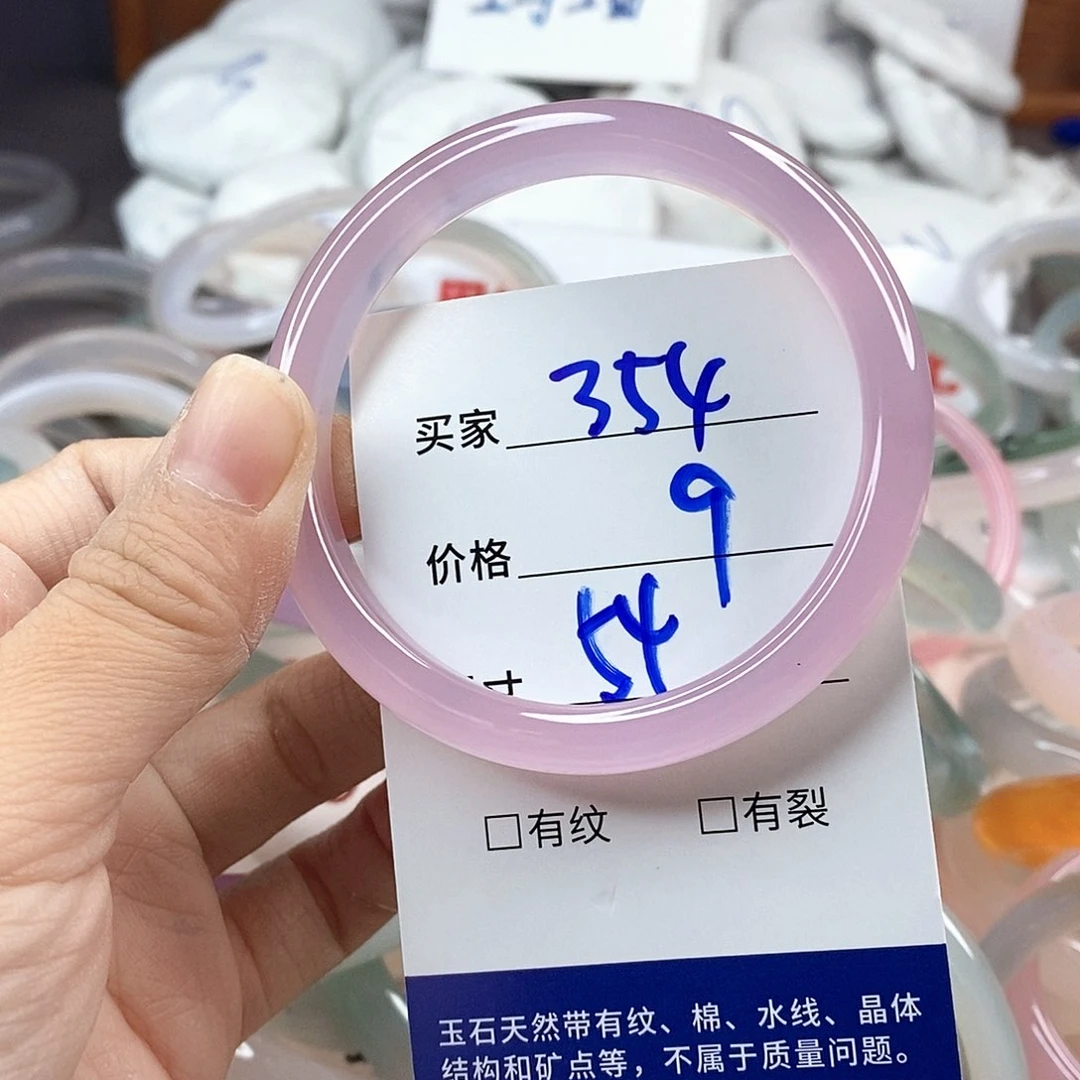 买家 354
价格 9
寸 54
□有纹 □有裂
玉石天然带有纹、棉、水线、晶体
结构和矿点等，不属于质量问题。